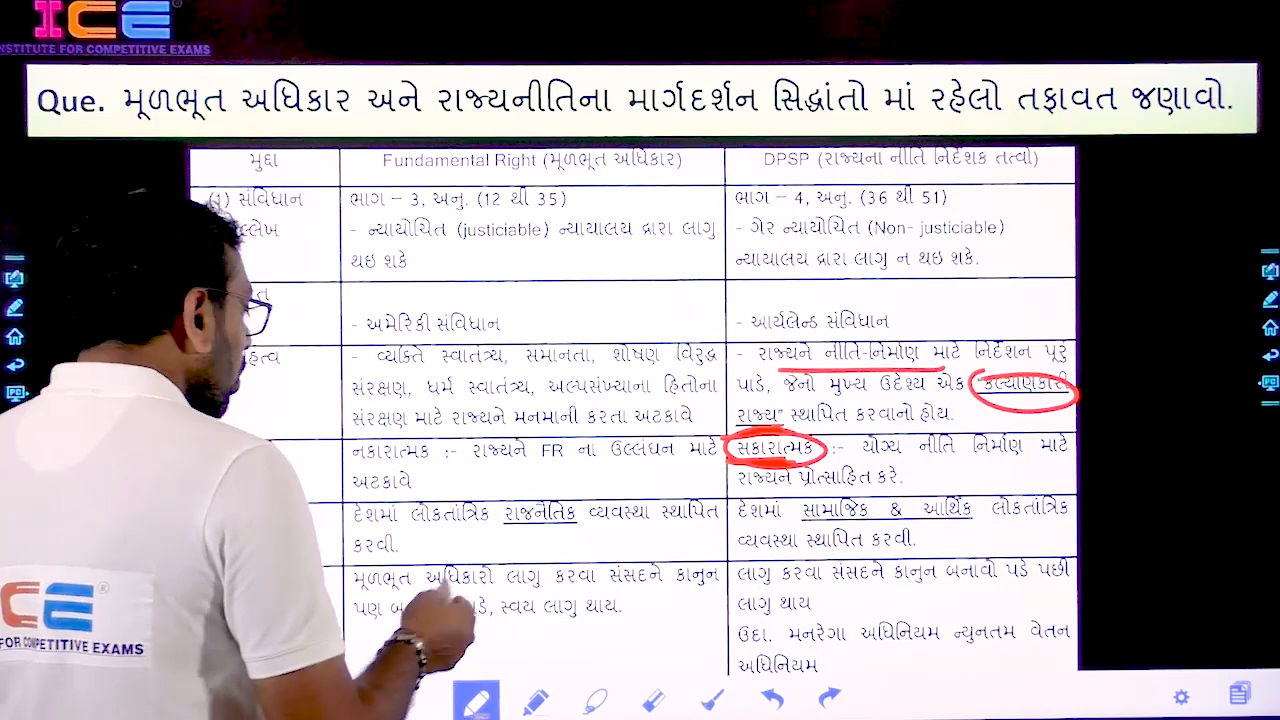 ICE
INSTITUTE FOR COMPETITIVE EXAMS
Que. મૂળભૂત અધિકાર અને રાજ્યનીતિના માર્ગદર્શન સિદ્ધાંતો માં રહેલો તફાવત જણાવો.
મુદ્દા
Fundamental Right (મૂળભૂત અધિકાર)
DPSP (રાજ્યના નીતિ નિર્દેશક તત્વો)
(1) સંવિધાન
ભાગ – 3, અનુ. (12 થી 35)
- ન્યાયોચિત (justiciable) ન્યાયાલય દ્રારા લાગુ
થઇ શકે
ભાગ – 4, અનુ. (36 થી 51)
- ગેર ન્યાયોચિત (Non- justiciable)
ન્યાયાલય દ્રારા લાગુ ન થઇ શકે.
- અમેરિકી સંવિધાન
- આર્યલેન્ડ સંવિધાન
- વ્યક્તિ સ્વાતંત્ર્ય, સમાનતા, શોષણ વિરુદ્ધ
સંરક્ષણ, ધર્મ સ્વાતંત્ર્ય, અલ્પસંખ્યાના હિતોના
સંરક્ષણ માટે રાજ્યને મનમાની કરતા અટકાવે
- રાજ્યને નીતિ-નિર્માણ માટે નિર્દેશન પૂરુ
પાડે, જેનો મુખ્ય ઉદેશ્ય એક "કલ્યાણકારી
રાજ્ય" સ્થાપિત કરવાનો હોય.
નકારાત્મક :- રાજ્યને FR ના ઉલ્લંઘન માટે
અટકાવે
સકારાત્મક :- યોગ્ય નીતિ નિર્માણ માટે
રાજ્યને પ્રોત્સાહિત કરે.
દેશમાં લોકતાંત્રિક રાજનૈતિક વ્યવસ્થા સ્થાપિત
કરવી.
દેશમાં સામાજિક & આર્થિક લોકતાંત્રિક
વ્યવસ્થા સ્થાપિત કરવી.
મૂળભૂત અધિકારો લાગુ કરવા સંસદને કાનુન
પણ સ્વય લાગુ થાય.
લાગુ કરવા સંસદને કાનુન બનાવો પડે પછી
લાગુ થાય
ઉદા. મનરેગા અધિનિયમ ન્યુનતમ વેતન
અધિનિયમ
CE
FOR COMPETITIVE EXAMS